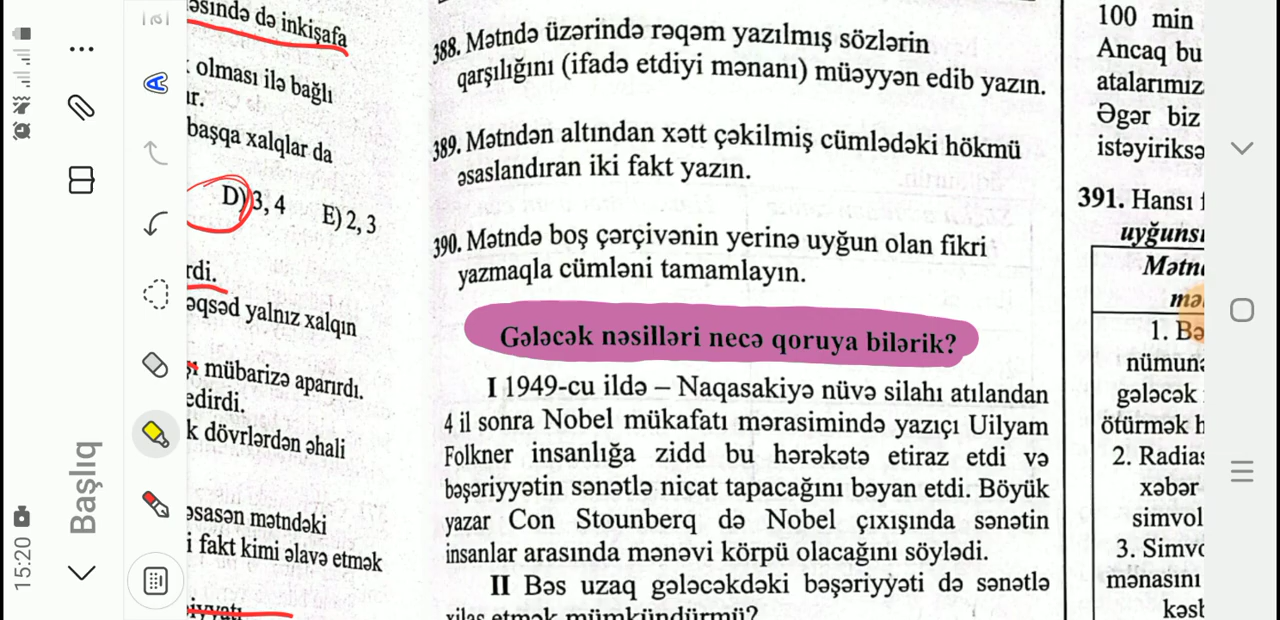 15:20
Başlıq
əsində də inkişafa
olması ilə bağlı
ır.
başqa xalqlar da
D) 3, 4 E) 2, 3
rdi.
əqsəd yalnız xalqın
mübarizə aparırdı.
edirdi.
k dövrlərdən əhali
əsasən mətndəki
i fakt kimi əlavə etmək
388. Mətndə üzərində rəqəm yazılmış sözlərin
qarşılığını (ifadə etdiyi mənanı) müəyyən edib yazın.
389. Mətndən altından xətt çəkilmiş cümlədəki hökmü
əsaslandıran iki fakt yazın.
390. Mətndə boş çərçivənin yerinə uyğun olan fikri
yazmaqla cümləni tamamlayın.
Gələcək nəsilləri necə qoruya bilərik?
I 1949-cu ildə – Naqasakiyə nüvə silahı atılandan
4 il sonra Nobel mükafatı mərasimində yazıçı Uilyam
Folkner insanlığa zidd bu hərəkətə etiraz etdi və
bəşəriyyətin sənətlə nicat tapacağını bəyan etdi. Böyük
yazar Con Stounberq də Nobel çıxışında sənətin
insanlar arasında mənəvi körpü olacağını söylədi.
II Bəs uzaq gələcəkdəki bəşəriyyəti də sənətlə
xilas etmək mümkündürmü?
100 min
Ancaq bu
atalarımız
Əgər biz
istəyiriksə
391. Hansı
uyğunsu
Mətn
mə
1. Bə
nümunə
gələcək
ötürmək h
2. Radias
xəbər
simvol
3. Simvo
mənasını
kəsb